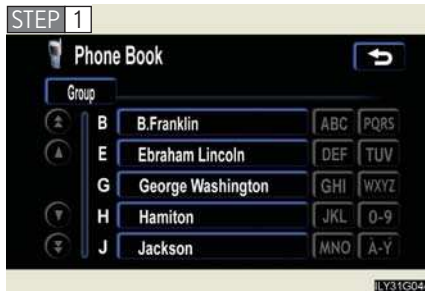 STEP 1
Phone Book
Group
B B.Franklin ABC PQRS
E Ebraham Lincoln DEF TUV
G George Washington GHI WXYZ
H Hamiton JKL 0-9
J Jackson MNO À-Ý
ILY31G04